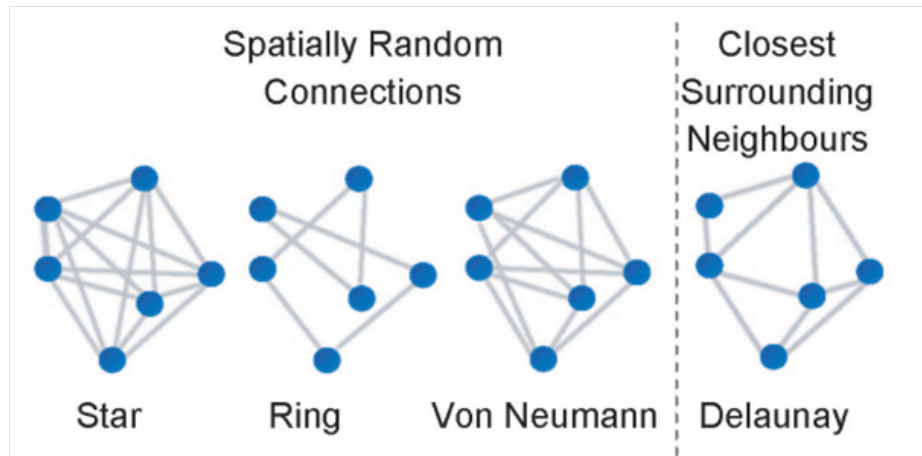 Spatially Random
Connections
Closest
Surrounding
Neighbours
Star
Ring
Von Neumann
Delaunay